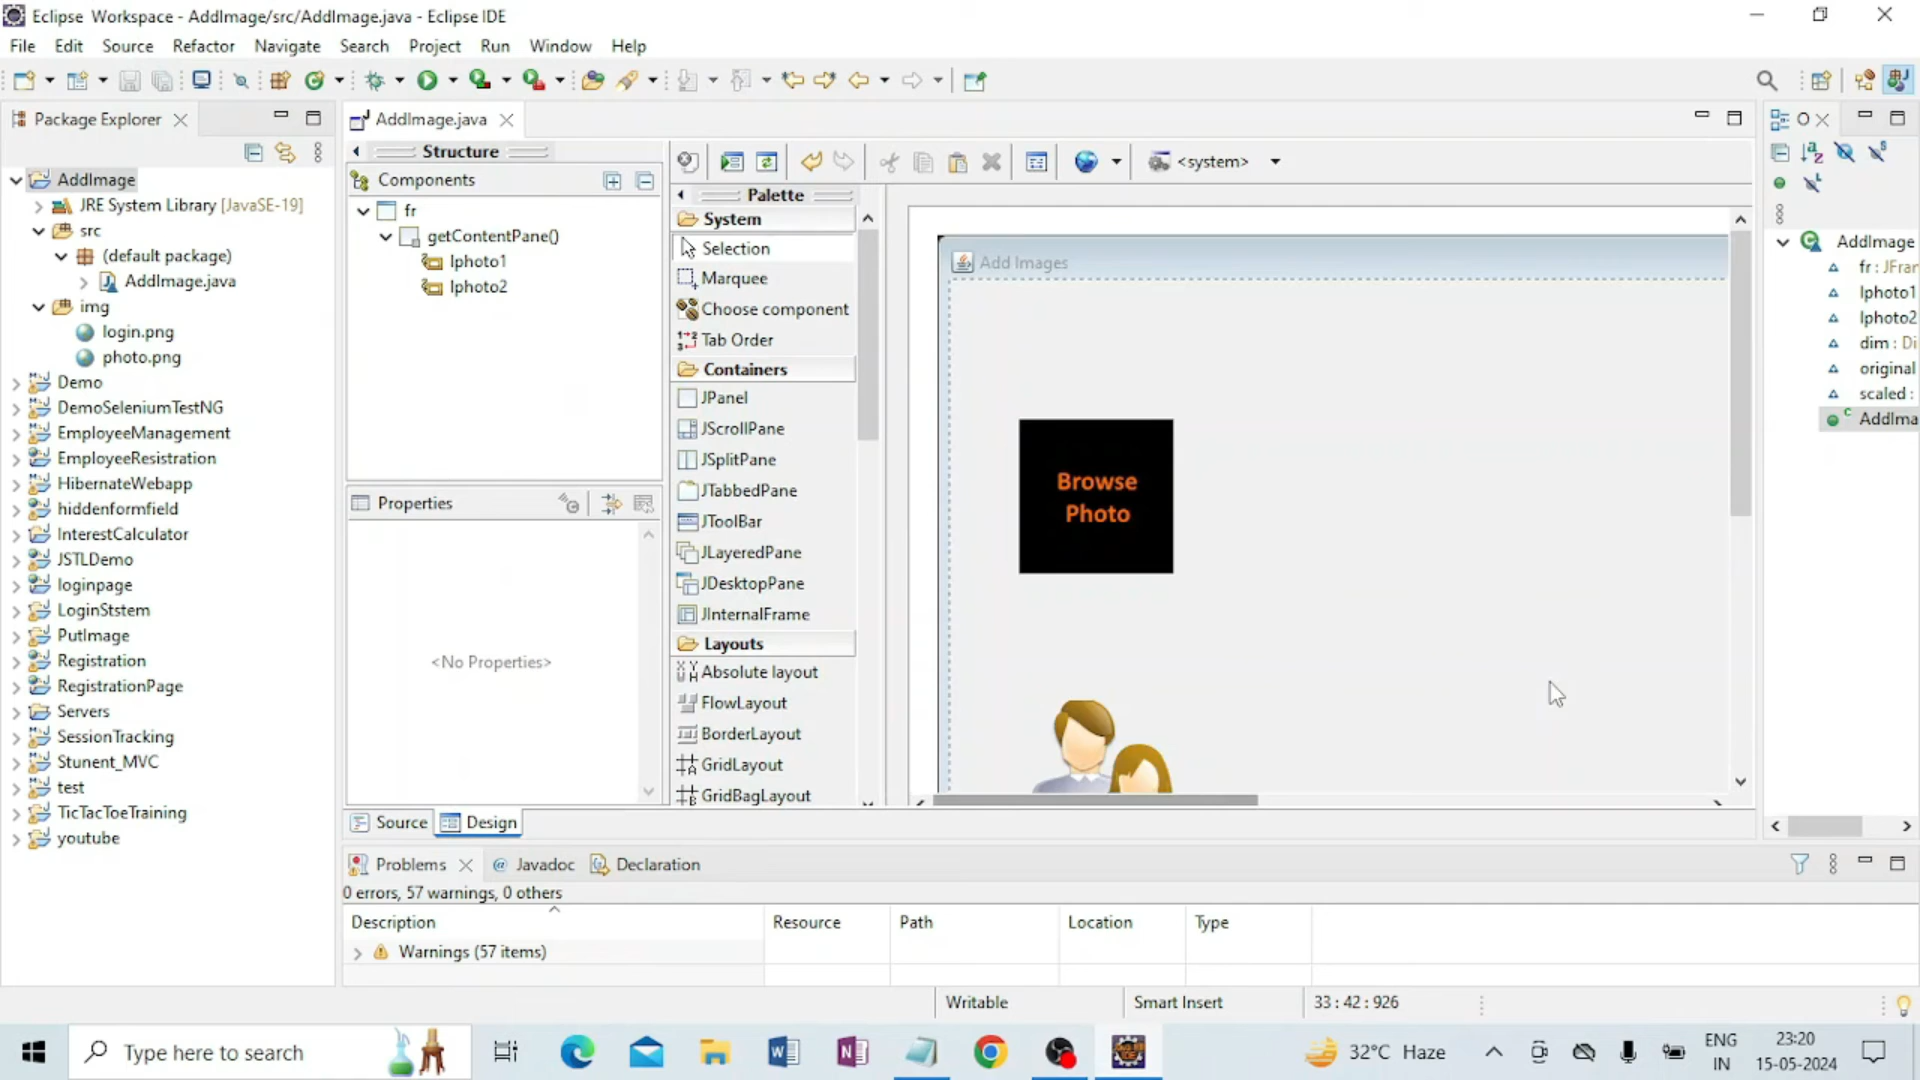 Eclipse Workspace - AddImage/src/AddImage.java - Eclipse IDE
File Edit Source Refactor Navigate Search Project Run Window Help
Package Explorer
AddImage
JRE System Library [JavaSE-19]
src
(default package)
AddImage.java
img
login.png
photo.png
Demo
DemoSeleniumTestNG
EmployeeManagement
EmployeeResistration
HibernateWebapp
hiddenformfield
InterestCalculator
JSTLDemo
loginpage
LoginStstem
PutImage
Registration
RegistrationPage
Servers
SessionTracking
Stunent_MVC
test
TicTacToeTraining
youtube
AddImage.java
Structure
Components
fr
getContentPane()
lphoto1
lphoto2
Properties
<No Properties>
<system>
Palette
System
Selection
Marquee
Choose component
Tab Order
Containers
JPanel
JScrollPane
JSplitPane
JTabbedPane
JToolBar
JLayeredPane
JDesktopPane
JInternalFrame
Layouts
Absolute layout
FlowLayout
BorderLayout
GridLayout
GridBagLayout
Add Images
Browse
Photo
AddImage
fr : JFran
lphoto1
lphoto2
dim : Di
original
scaled :
AddIma
Source Design
Problems Javadoc Declaration
0 errors, 57 warnings, 0 others
Description Resource Path Location Type
Warnings (57 items)
Writable Smart Insert 33 : 42 : 926
Type here to search
32°C Haze
ENG
IN
23:20
15-05-2024